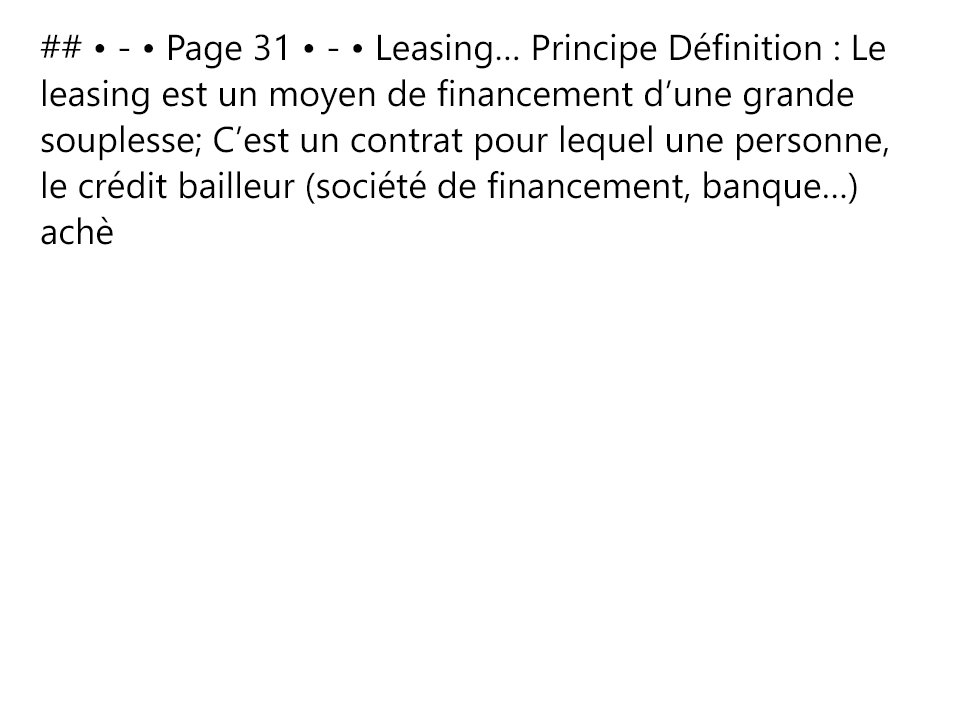 ## • - • Page 31 • - • Leasing… Principe Définition : Le
leasing est un moyen de financement d’une grande
souplesse; C’est un contrat pour lequel une personne,
le crédit bailleur (société de financement, banque…)
achè